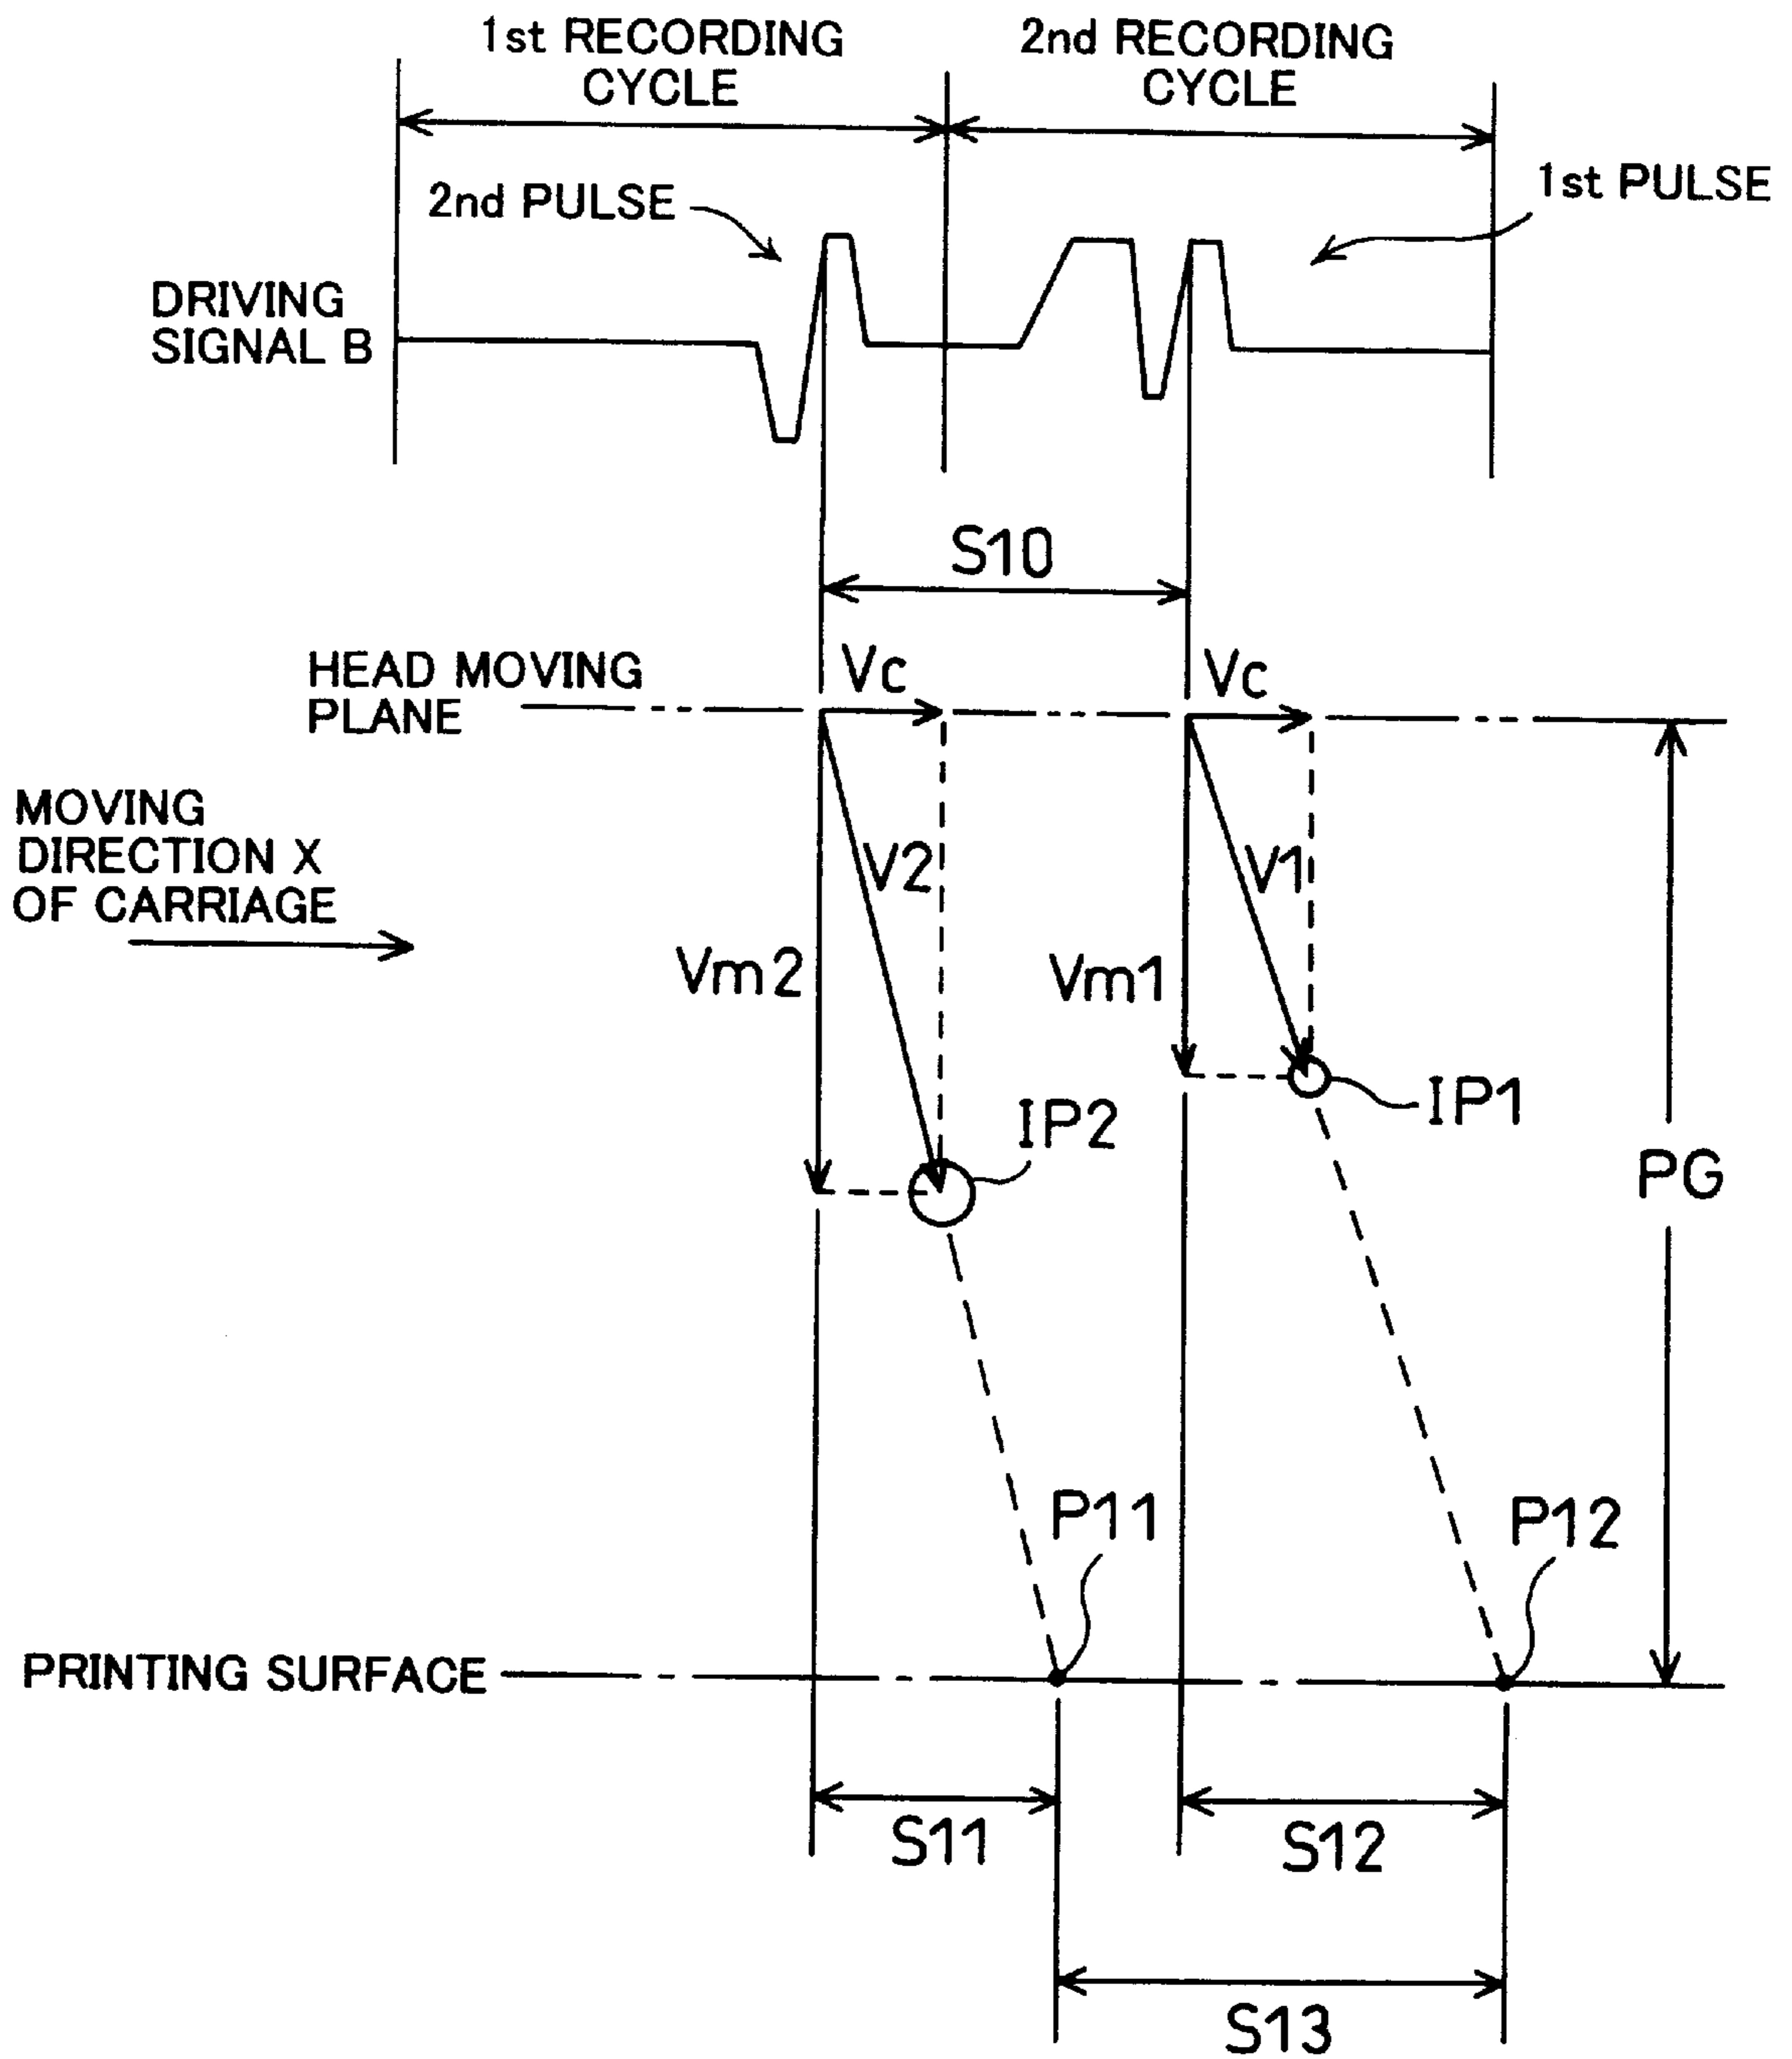 1st RECORDING
CYCLE
2nd RECORDING
CYCLE
2nd PULSE
1st PULSE
DRIVING
SIGNAL B
S10
HEAD MOVING
PLANE
Vc
Vc
MOVING
DIRECTION X
OF CARRIAGE
V2
V1
Vm2
Vm1
IP2
IP1
PG
P11
P12
PRINTING SURFACE
S11
S12
S13